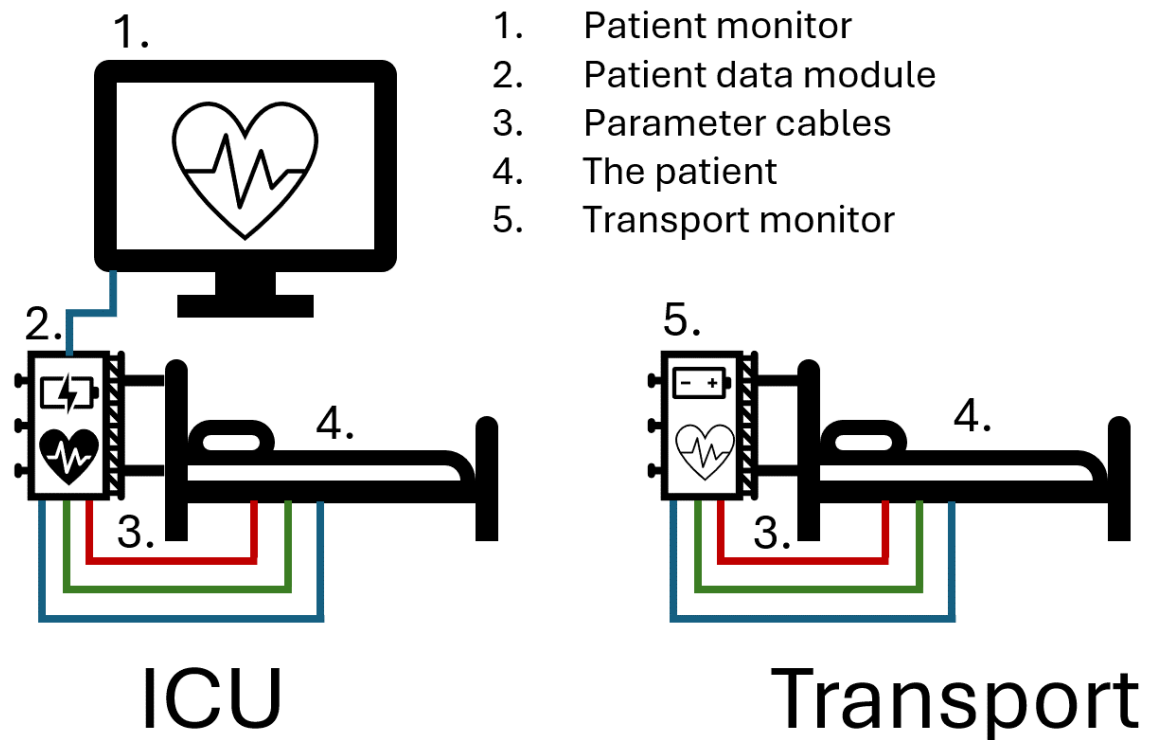 1.
1. Patient monitor
2. Patient data module
3. Parameter cables
4. The patient
5. Transport monitor
2.
5.
4.
4.
3.
3.
- +
ICU
Transport